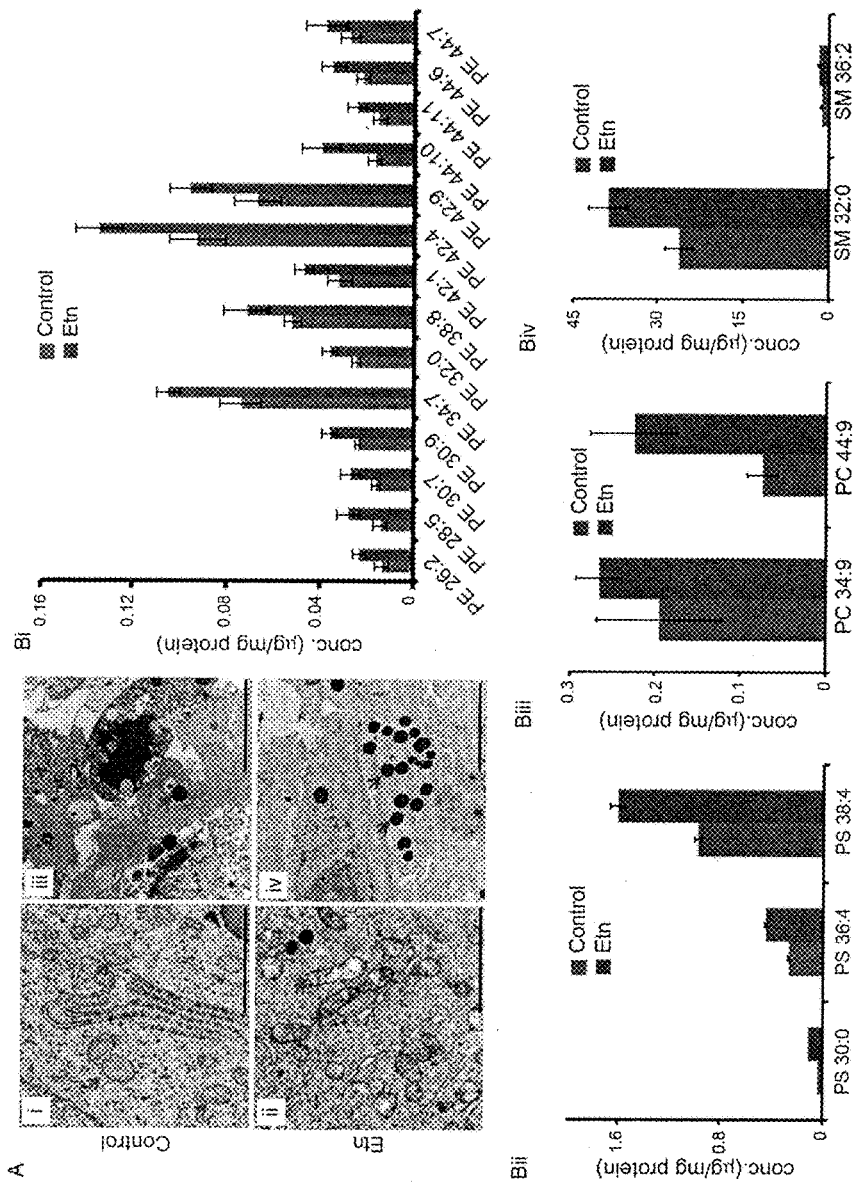 A
Control
Etn
i
ii
iii
iv
Bi
conc. (µg/mg protein)
0.16
0.12
0.08
0.04
0
Control
Etn
PE 26:2
PE 28:5
PE 30:7
PE 30:9
PE 34:7
PE 32:0
PE 38:8
PE 42:1
PE 42:4
PE 42:9
PE 44:10
PE 44:11
PE 44:6
PE 44:7
Bii
conc.(µg/mg protein)
1.6
0.8
0
Control
Etn
PS 30:0
PS 36:4
PS 38:4
Biii
conc.(µg/mg protein)
0.3
0.2
0.1
0
Control
Etn
PC 34:9
PC 44:9
Biv
conc.(µg/mg protein)
45
30
15
0
Control
Etn
SM 32:0
SM 36:2